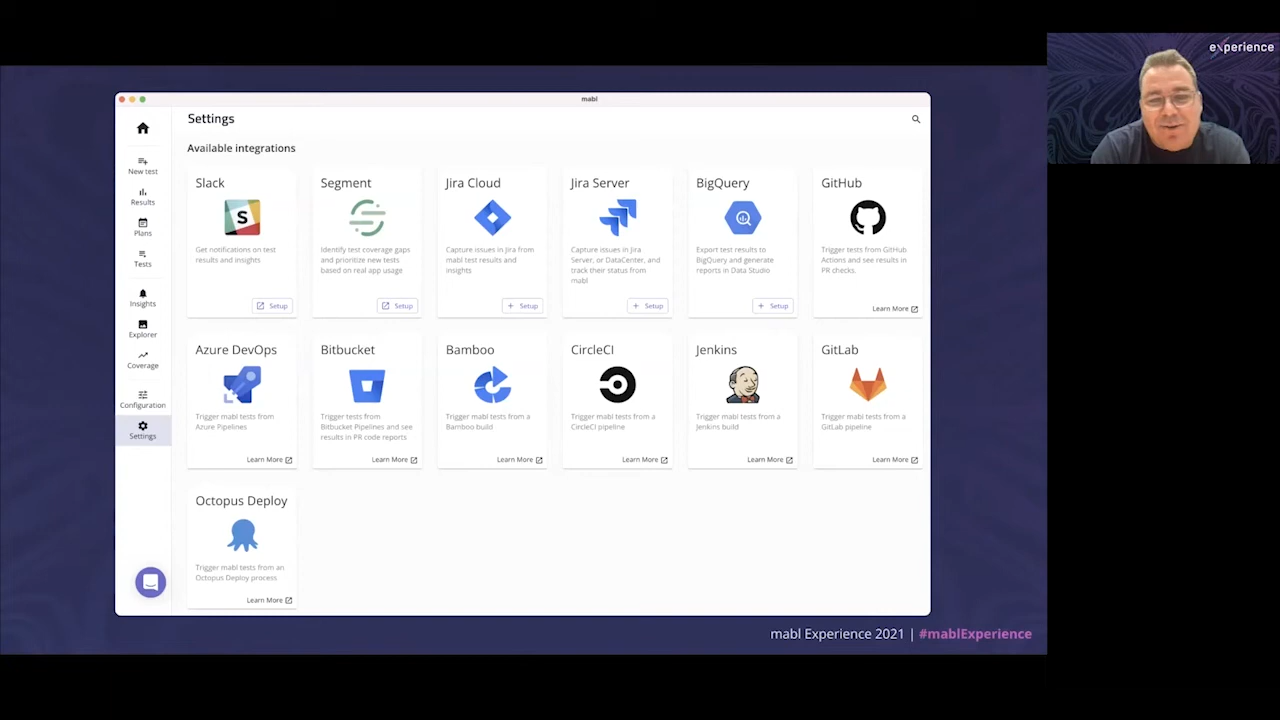 experience
mabl
Settings
Available integrations
New test
Results
Plans
Tests
Insights
Explorer
Coverage
Configuration
Settings
Slack
S
Get notifications on test
results and insights
Setup
Segment
Identify test coverage gaps
and prioritize new tests
based on real app usage
Setup
Jira Cloud
Capture issues in Jira from
mabl test results and
insights
Setup
Jira Server
Capture issues in Jira
Server, or DataCenter, and
track their status from
mabl
Setup
BigQuery
Export test results to
BigQuery and generate
reports in Data Studio
Setup
GitHub
Trigger tests from GitHub
Actions and see results in
PR checks.
Learn More
Azure DevOps
Trigger mabl tests from
Azure Pipelines
Learn More
Bitbucket
Trigger tests from
Bitbucket Pipelines and see
results in PR code reports
Learn More
Bamboo
Trigger mabl tests from a
Bamboo build
Learn More
CircleCI
Trigger mabl tests from a
CircleCI pipeline
Learn More
Jenkins
Trigger mabl tests from a
Jenkins build
Learn More
GitLab
Trigger mabl tests from a
GitLab pipeline
Learn More
Octopus Deploy
Trigger mabl tests from an
Octopus Deploy process
Learn More
mabl Experience 2021 | #mablExperience